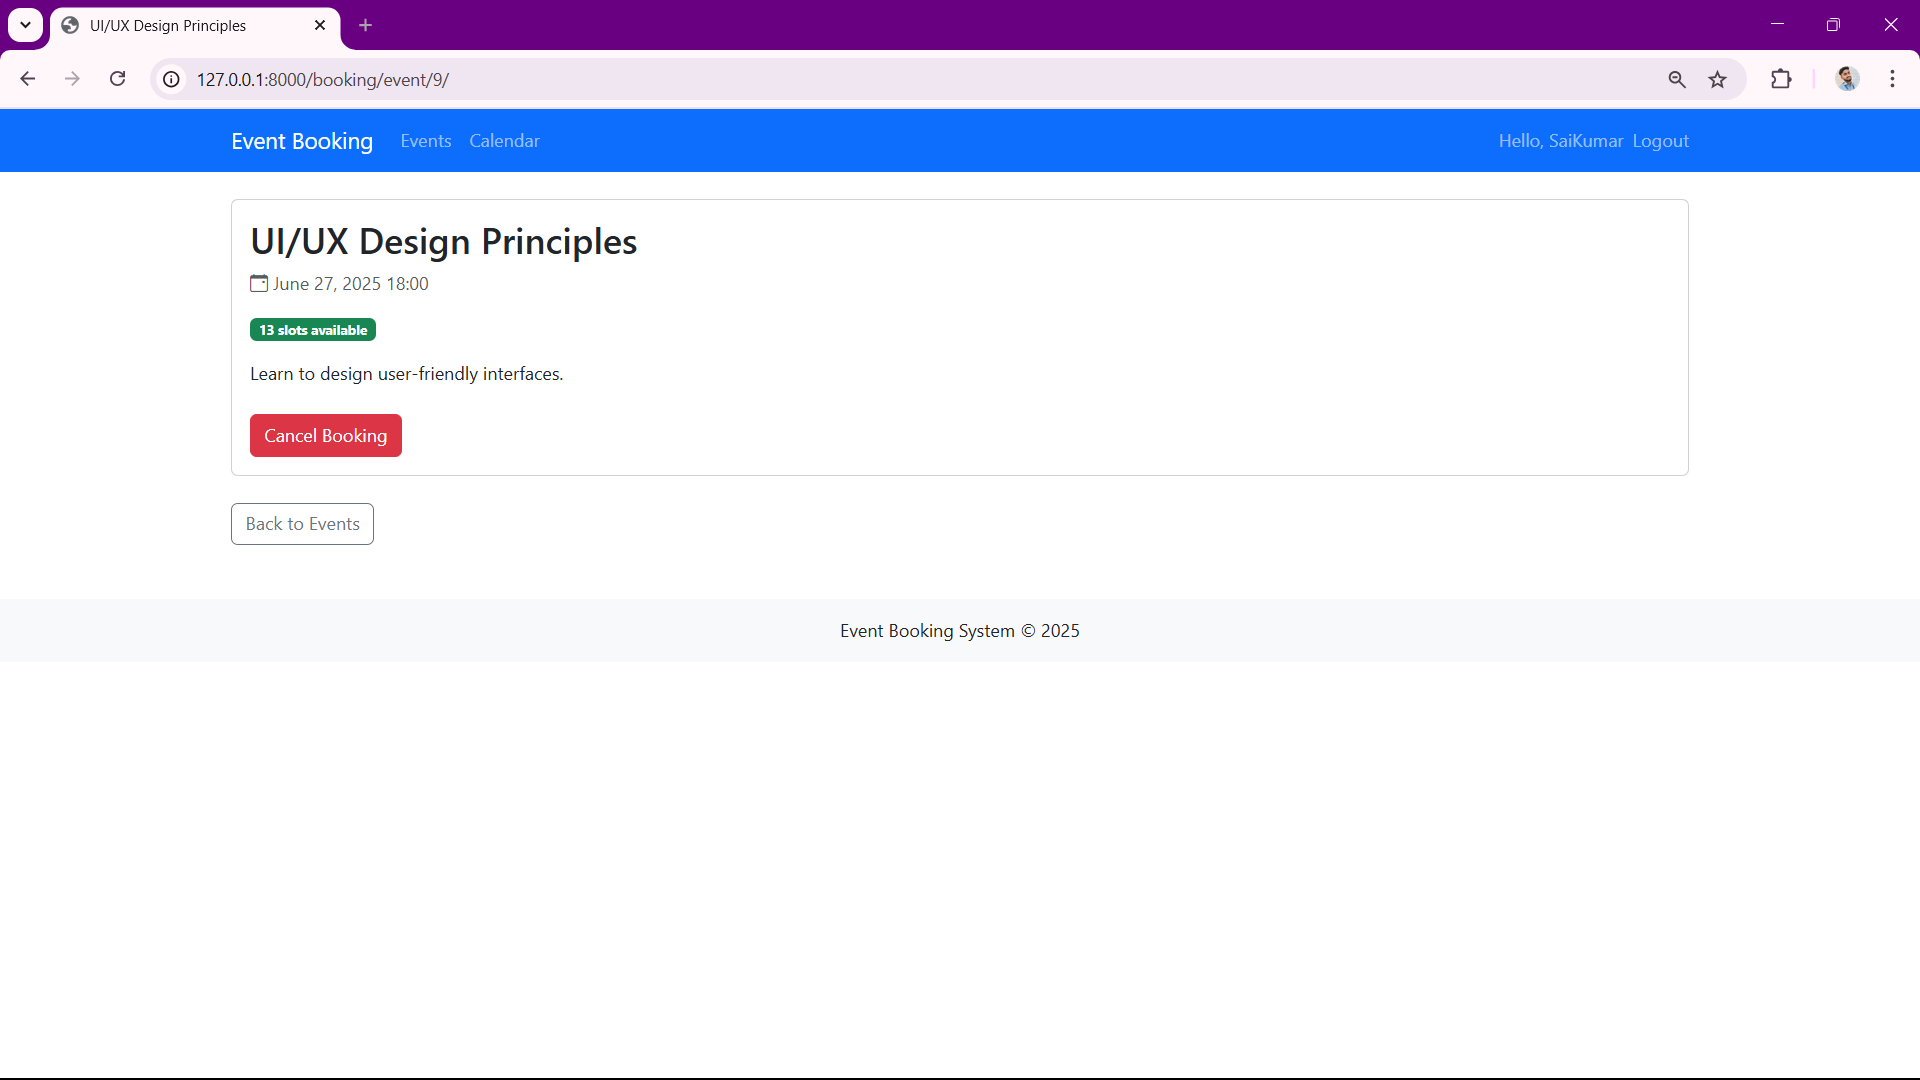 UI/UX Design Principles
127.0.0.1:8000/booking/event/9/
Event Booking Events Calendar Hello, SaiKumar Logout
UI/UX Design Principles
June 27, 2025 18:00
13 slots available
Learn to design user-friendly interfaces.
Cancel Booking
Back to Events
Event Booking System © 2025